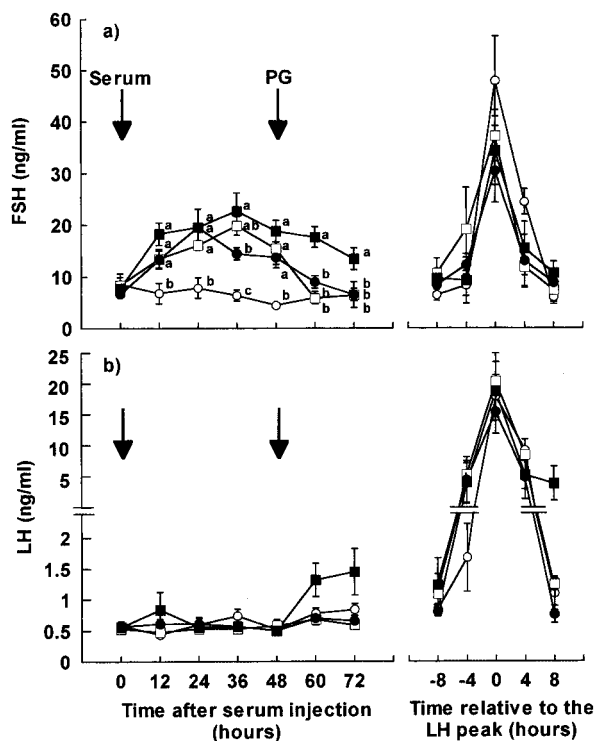 a)
Serum
PG
FSH (ng/ml)
60
50
40
30
20
10
0
a
a
a
a
a
a
ab
a
b
a
a
a
b
b
c
b
a
b
b
b
a
b
b
b
b)
LH (ng/ml)
25
20
15
10
5
2
1.5
1
0.5
0 12 24 36 48 60 72
-8 -4 0 4 8
Time after serum injection
(hours)
Time relative to the
LH peak (hours)